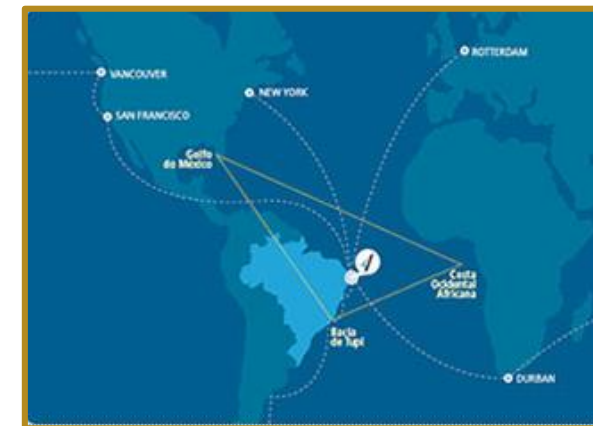 ROTTERDAM
VANCOUVER
NEW YORK
SAN FRANCISCO
Golfo
do México
Costa
Ocidental
Africana
Bacia
de Tupi
DURBAN